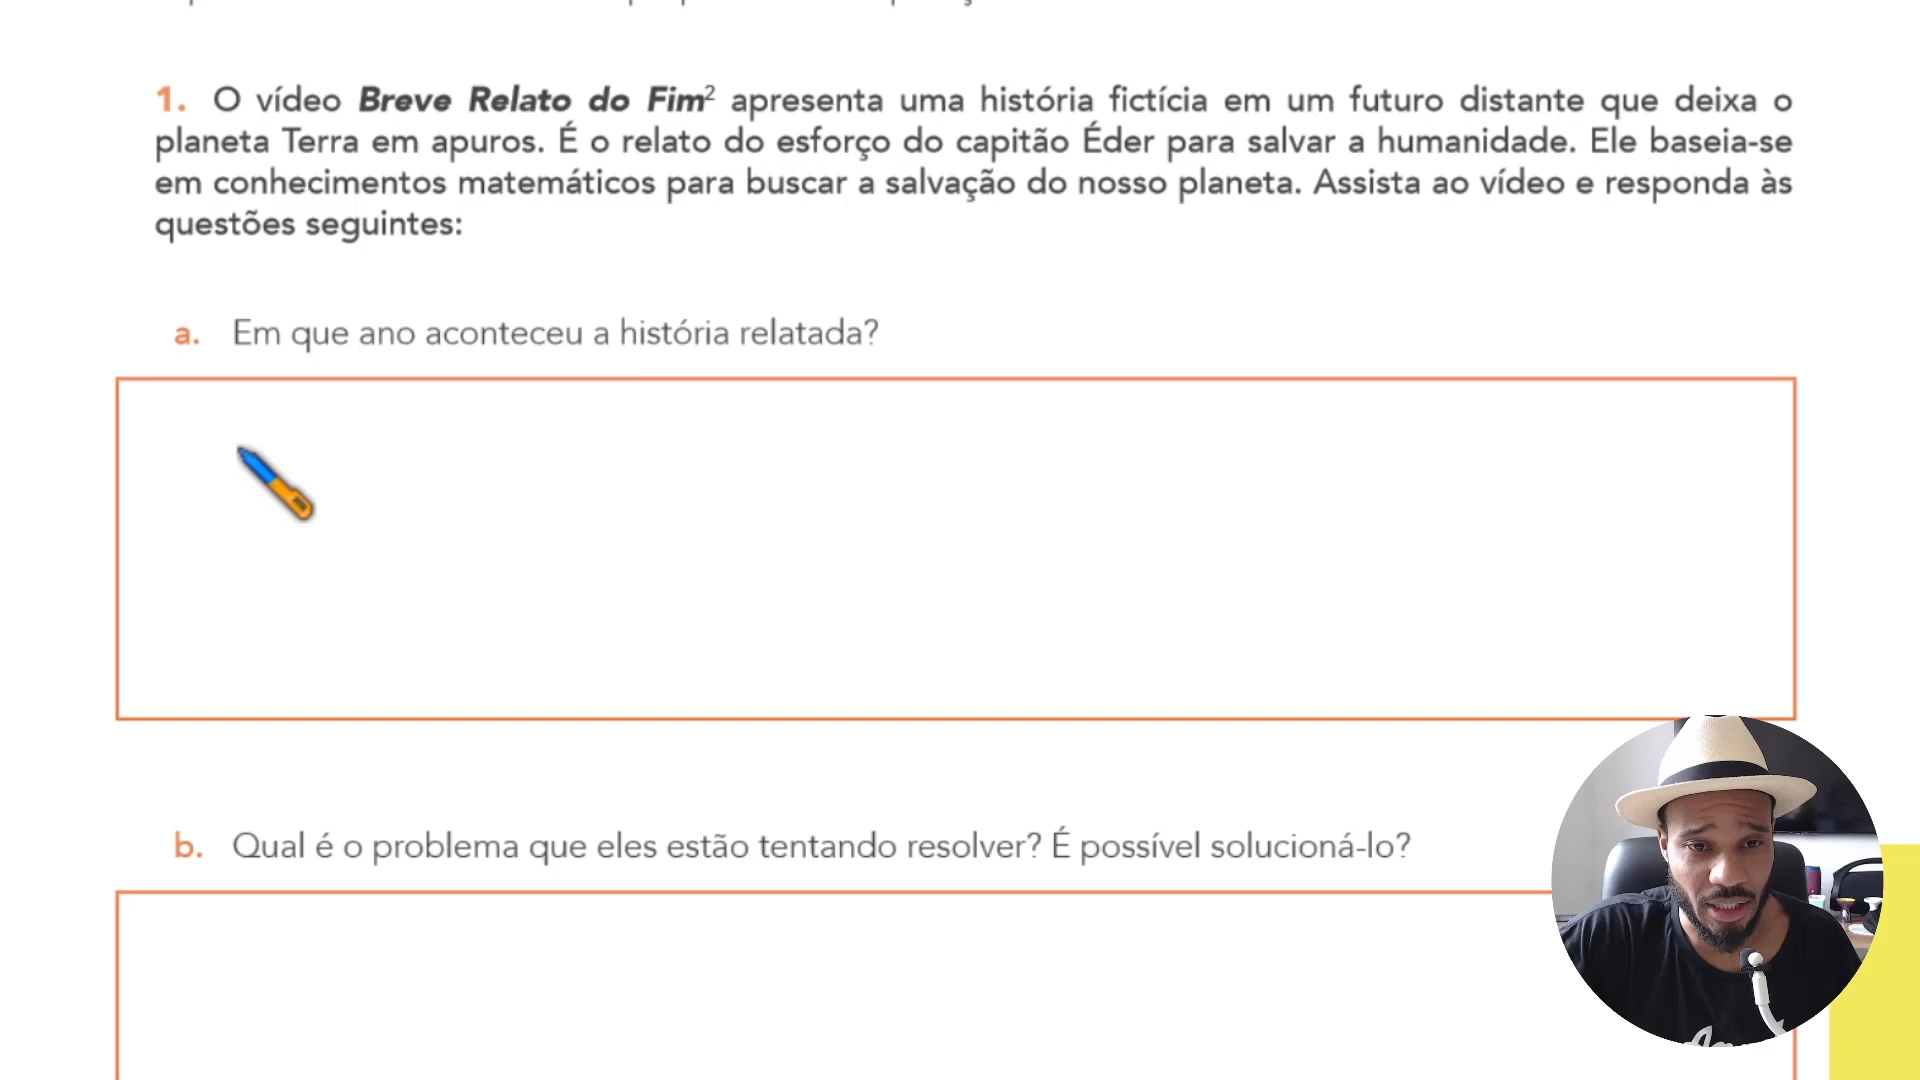 1. O vídeo Breve Relato do Fim² apresenta uma história fictícia em um futuro distante que deixa o
planeta Terra em apuros. É o relato do esforço do capitão Éder para salvar a humanidade. Ele baseia-se
em conhecimentos matemáticos para buscar a salvação do nosso planeta. Assista ao vídeo e responda às
questões seguintes:
a. Em que ano aconteceu a história relatada?
b. Qual é o problema que eles estão tentando resolver? É possível solucioná-lo?